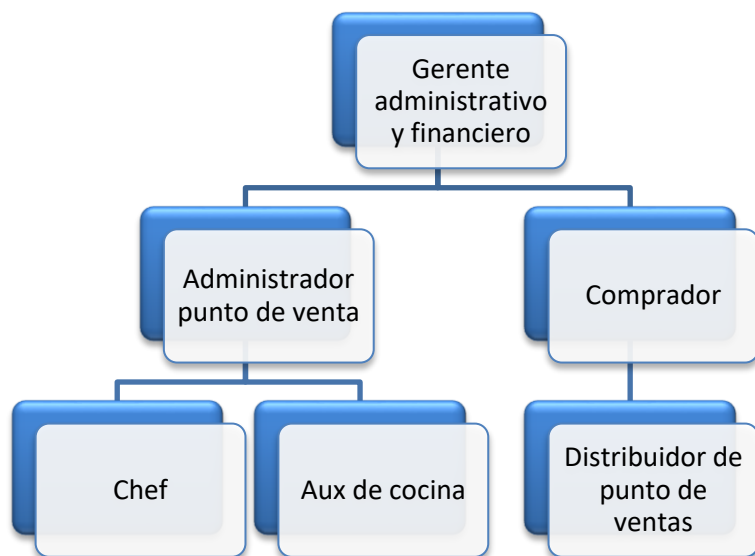 Gerente
administrativo
y financiero
Administrador
punto de venta
Comprador
Chef
Aux de cocina
Distribuidor de
punto de
ventas